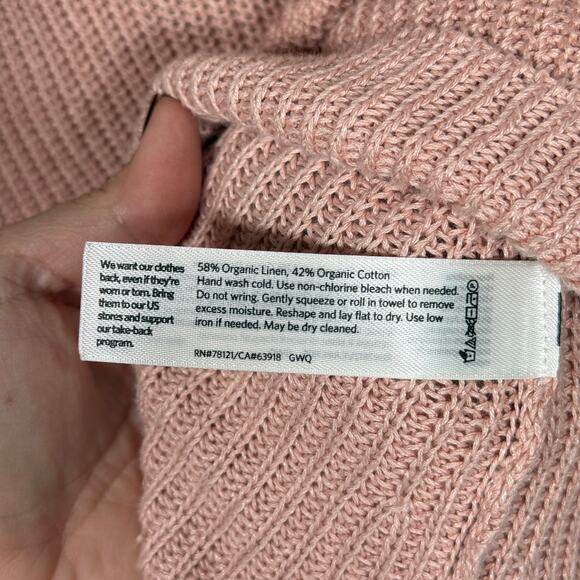 We want our clothes
back, even if they're
worn or torn. Bring
them to our US
stores and support
our take-back
program.
58% Organic Linen, 42% Organic Cotton
Hand wash cold. Use non-chlorine bleach when needed.
Do not wring. Gently squeeze or roll in towel to remove
excess moisture. Reshape and lay flat to dry. Use low
iron if needed. May be dry cleaned.
RN#78121/CA#63918 GWQ